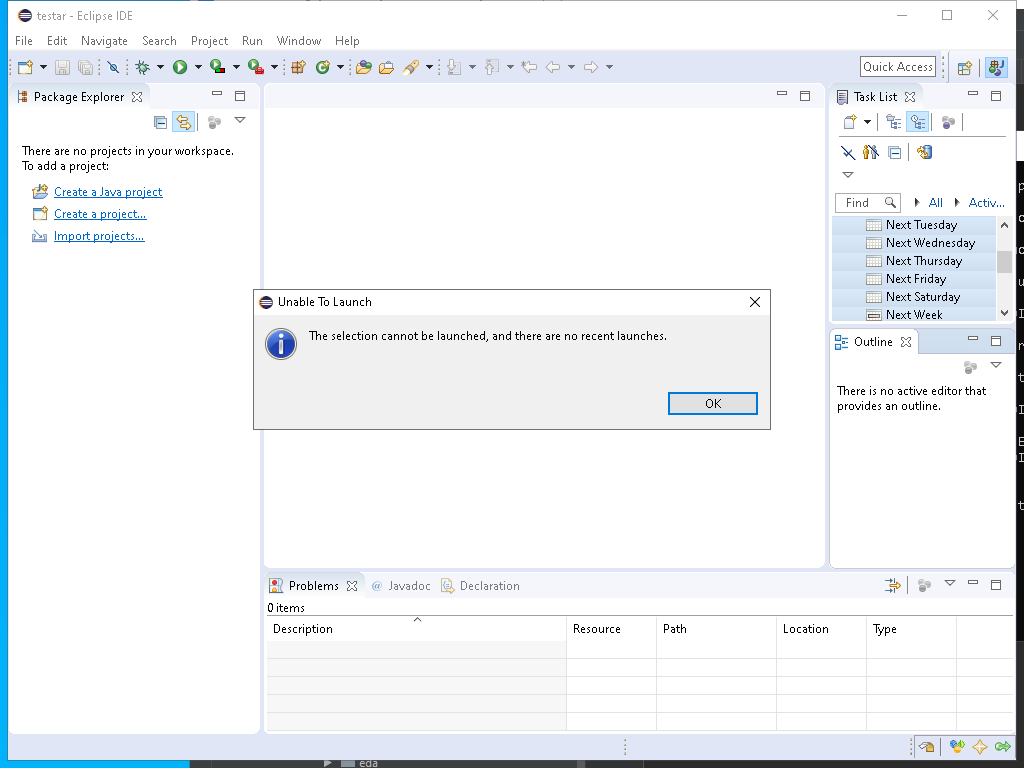 testar - Eclipse IDE
File Edit Navigate Search Project Run Window Help
Quick Access
Package Explorer
There are no projects in your workspace.
To add a project:
Create a Java project
Create a project...
Import projects...
Task List
Find
All
Activ...
Next Tuesday
Next Wednesday
Next Thursday
Next Friday
Next Saturday
Next Week
Unable To Launch
The selection cannot be launched, and there are no recent launches.
OK
Outline
There is no active editor that
provides an outline.
Problems @ Javadoc Declaration
0 items
Description Resource Path Location Type
eda